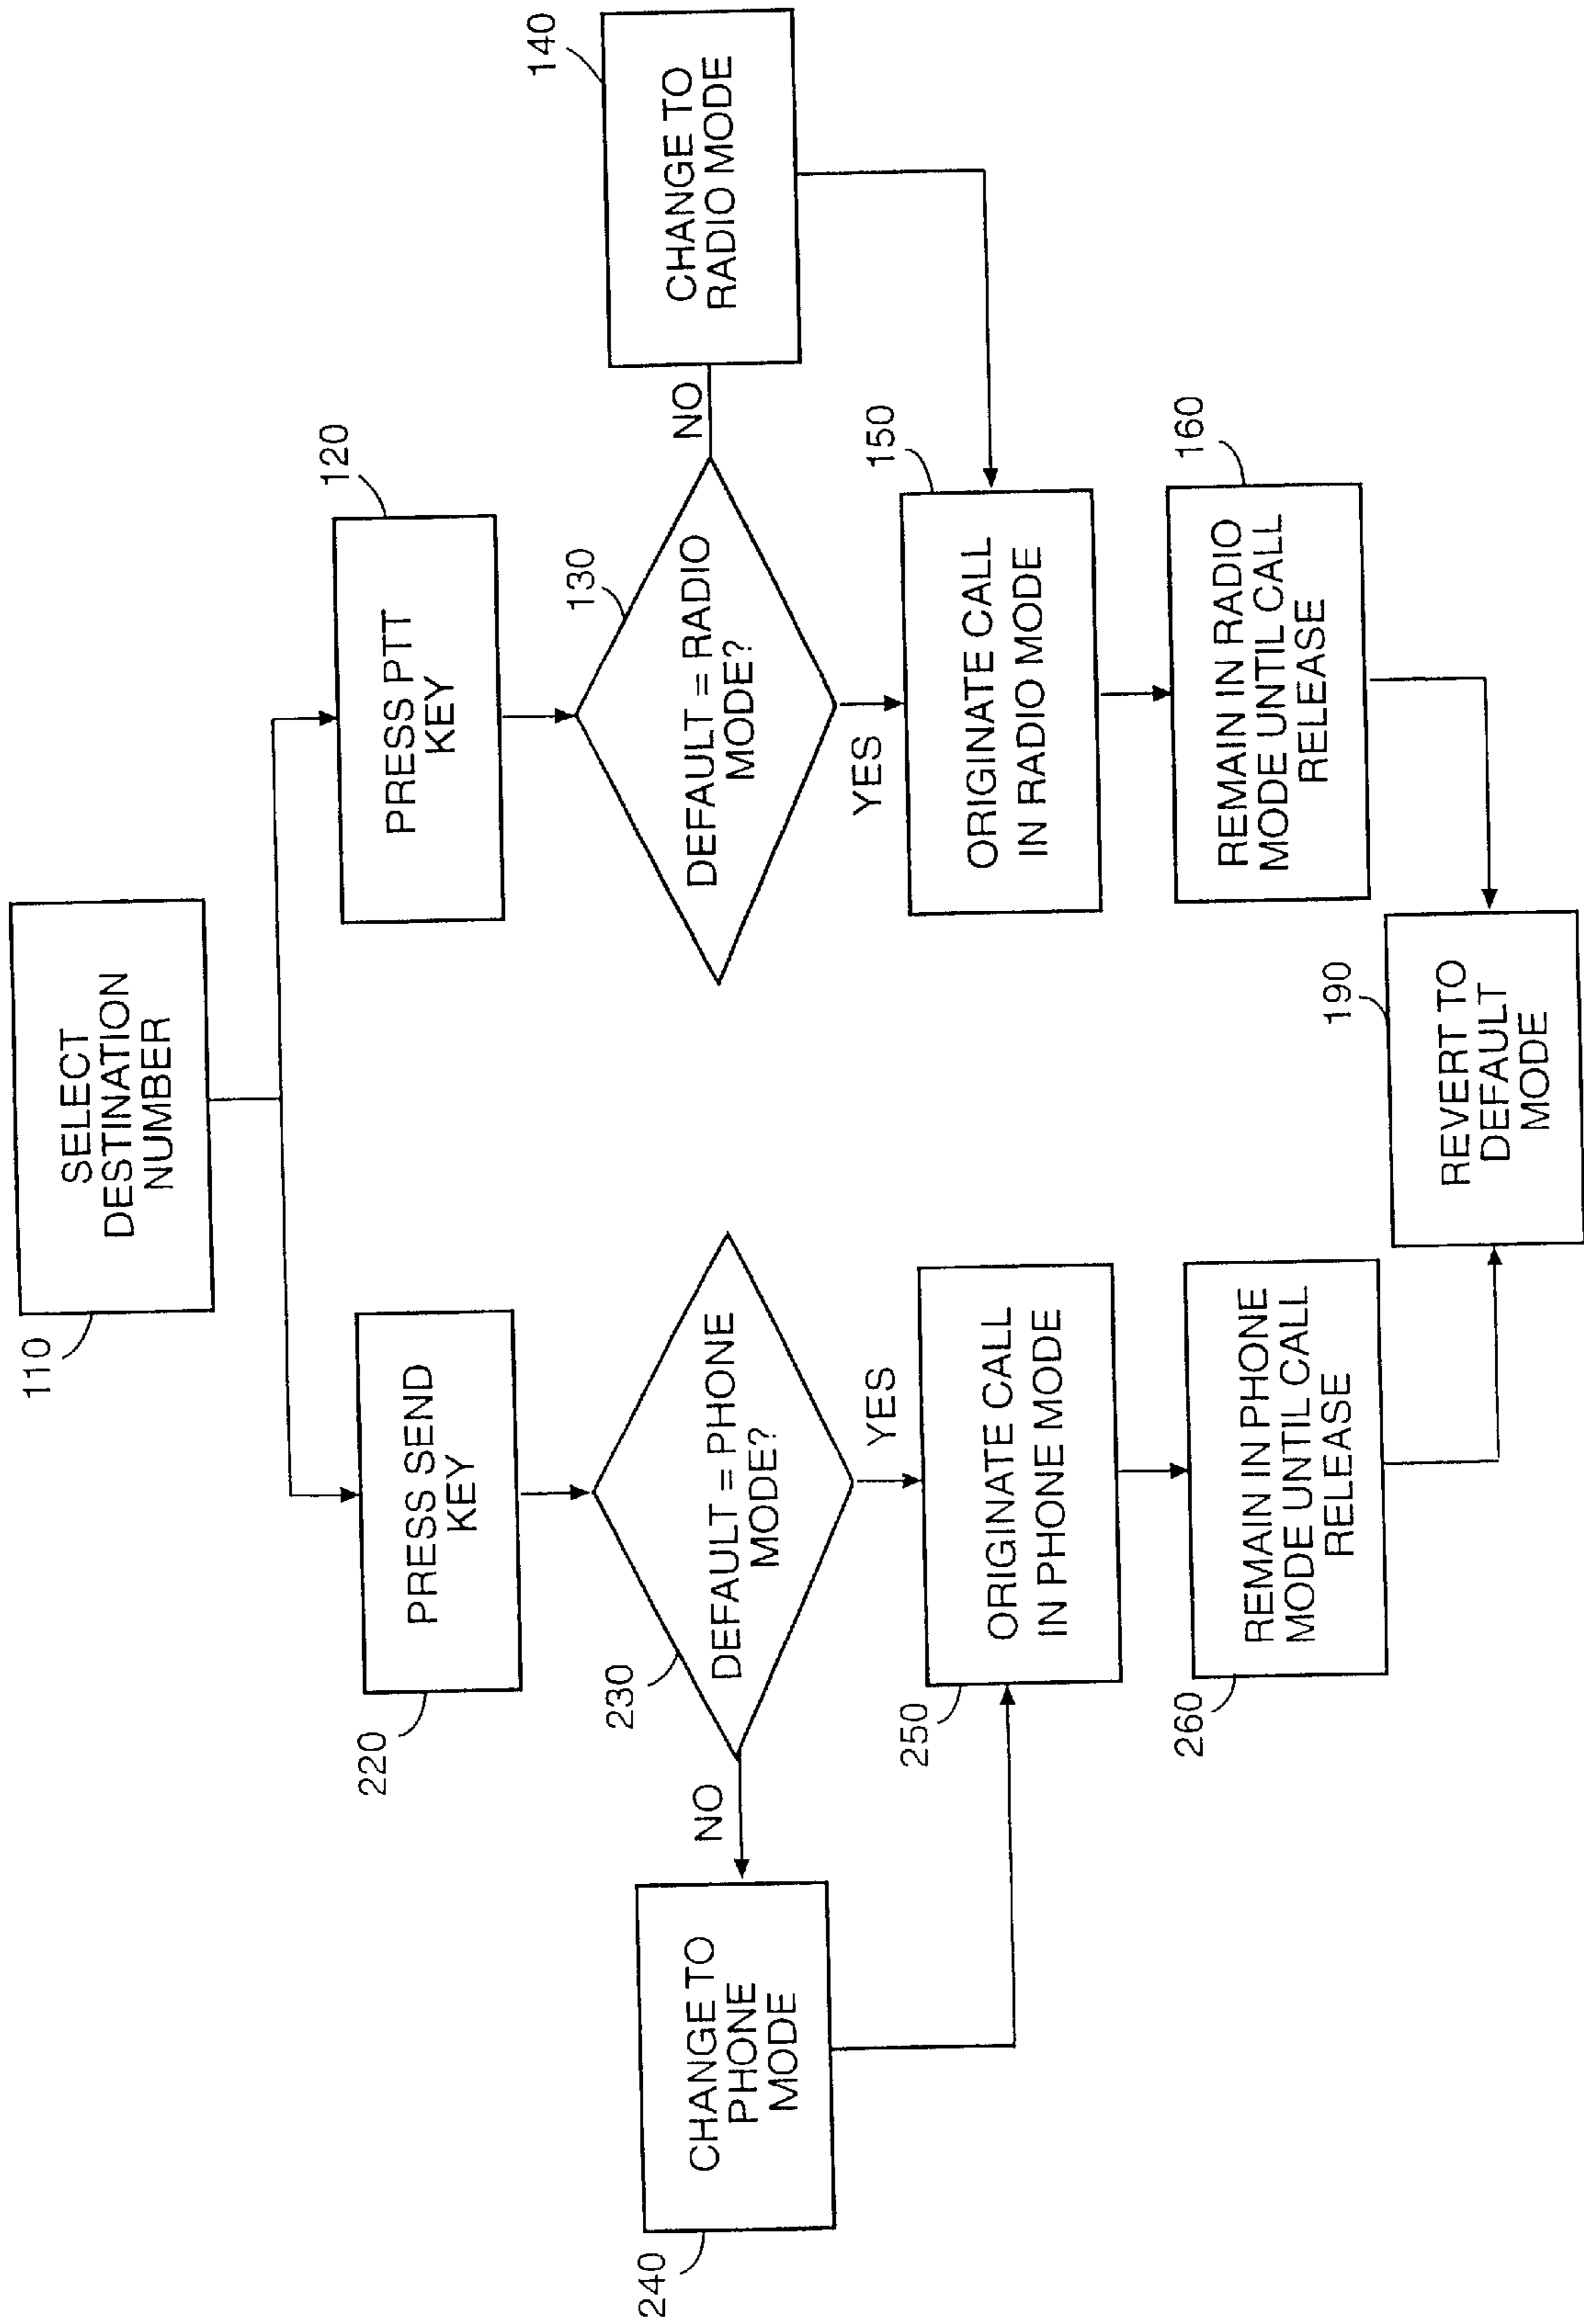 110
SELECT
DESTINATION
NUMBER
220
PRESS SEND
KEY
120
PRESS PTT
KEY
230
DEFAULT = PHONE
MODE?
NO
YES
130
DEFAULT = RADIO
MODE?
NO
YES
240
CHANGE TO
PHONE
MODE
140
CHANGE TO
RADIO MODE
250
ORIGINATE CALL
IN PHONE MODE
150
ORIGINATE CALL
IN RADIO MODE
260
REMAIN IN PHONE
MODE UNTIL CALL
RELEASE
160
REMAIN IN RADIO
MODE UNTIL CALL
RELEASE
190
REVERT TO
DEFAULT
MODE